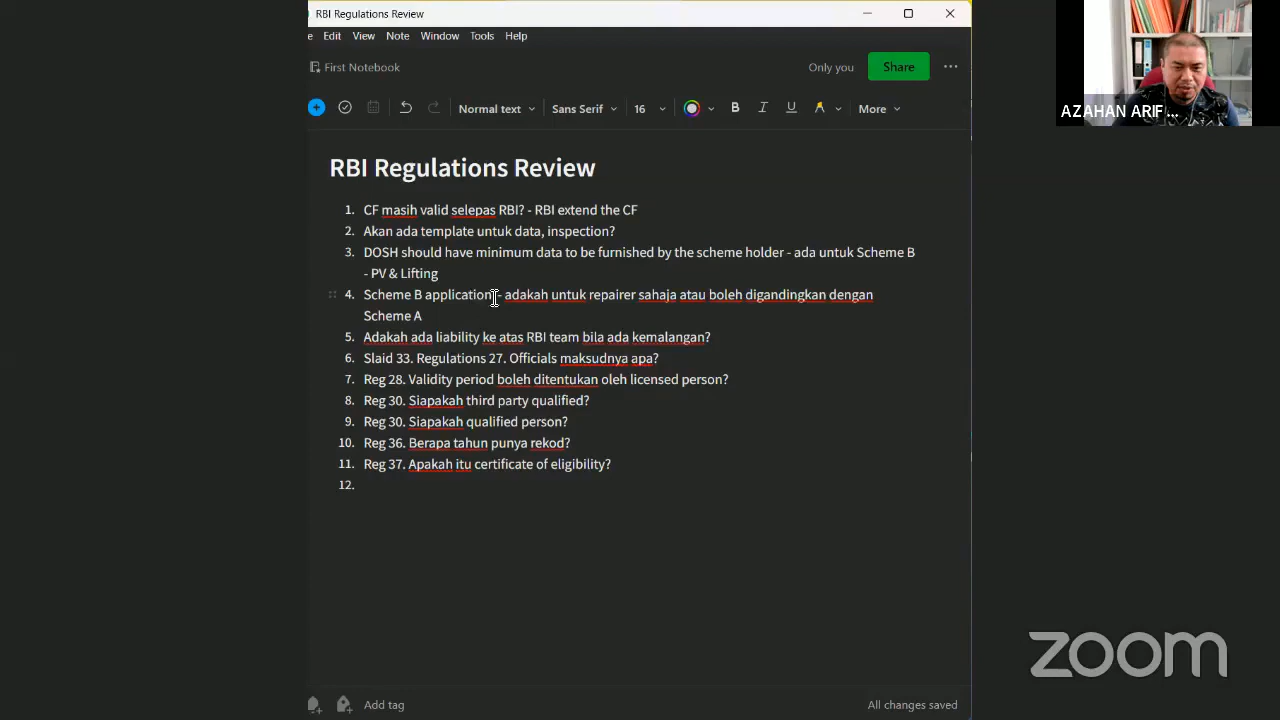 RBI Regulations Review
Edit View Note Window Tools Help
First Notebook
Only you
Share
Normal text
Sans Serif
16
B
I
U
A
More
RBI Regulations Review
1. CF masih valid selepas RBI? - RBI extend the CF
2. Akan ada template untuk data, inspection?
3. DOSH should have minimum data to be furnished by the scheme holder - ada untuk Scheme B
- PV & Lifting
4. Scheme B application - adakah untuk repairer sahaja atau boleh digandingkan dengan
Scheme A
5. Adakah ada liability ke atas RBI team bila ada kemalangan?
6. Slaid 33. Regulations 27. Officials maksudnya apa?
7. Reg 28. Validity period boleh ditentukan oleh licensed person?
8. Reg 30. Siapakah third party qualified?
9. Reg 30. Siapakah qualified person?
10. Reg 36. Berapa tahun punya rekod?
11. Reg 37. Apakah itu certificate of eligibility?
12.
Add tag
All changes saved
AZAHAN ARIF ...
zoom